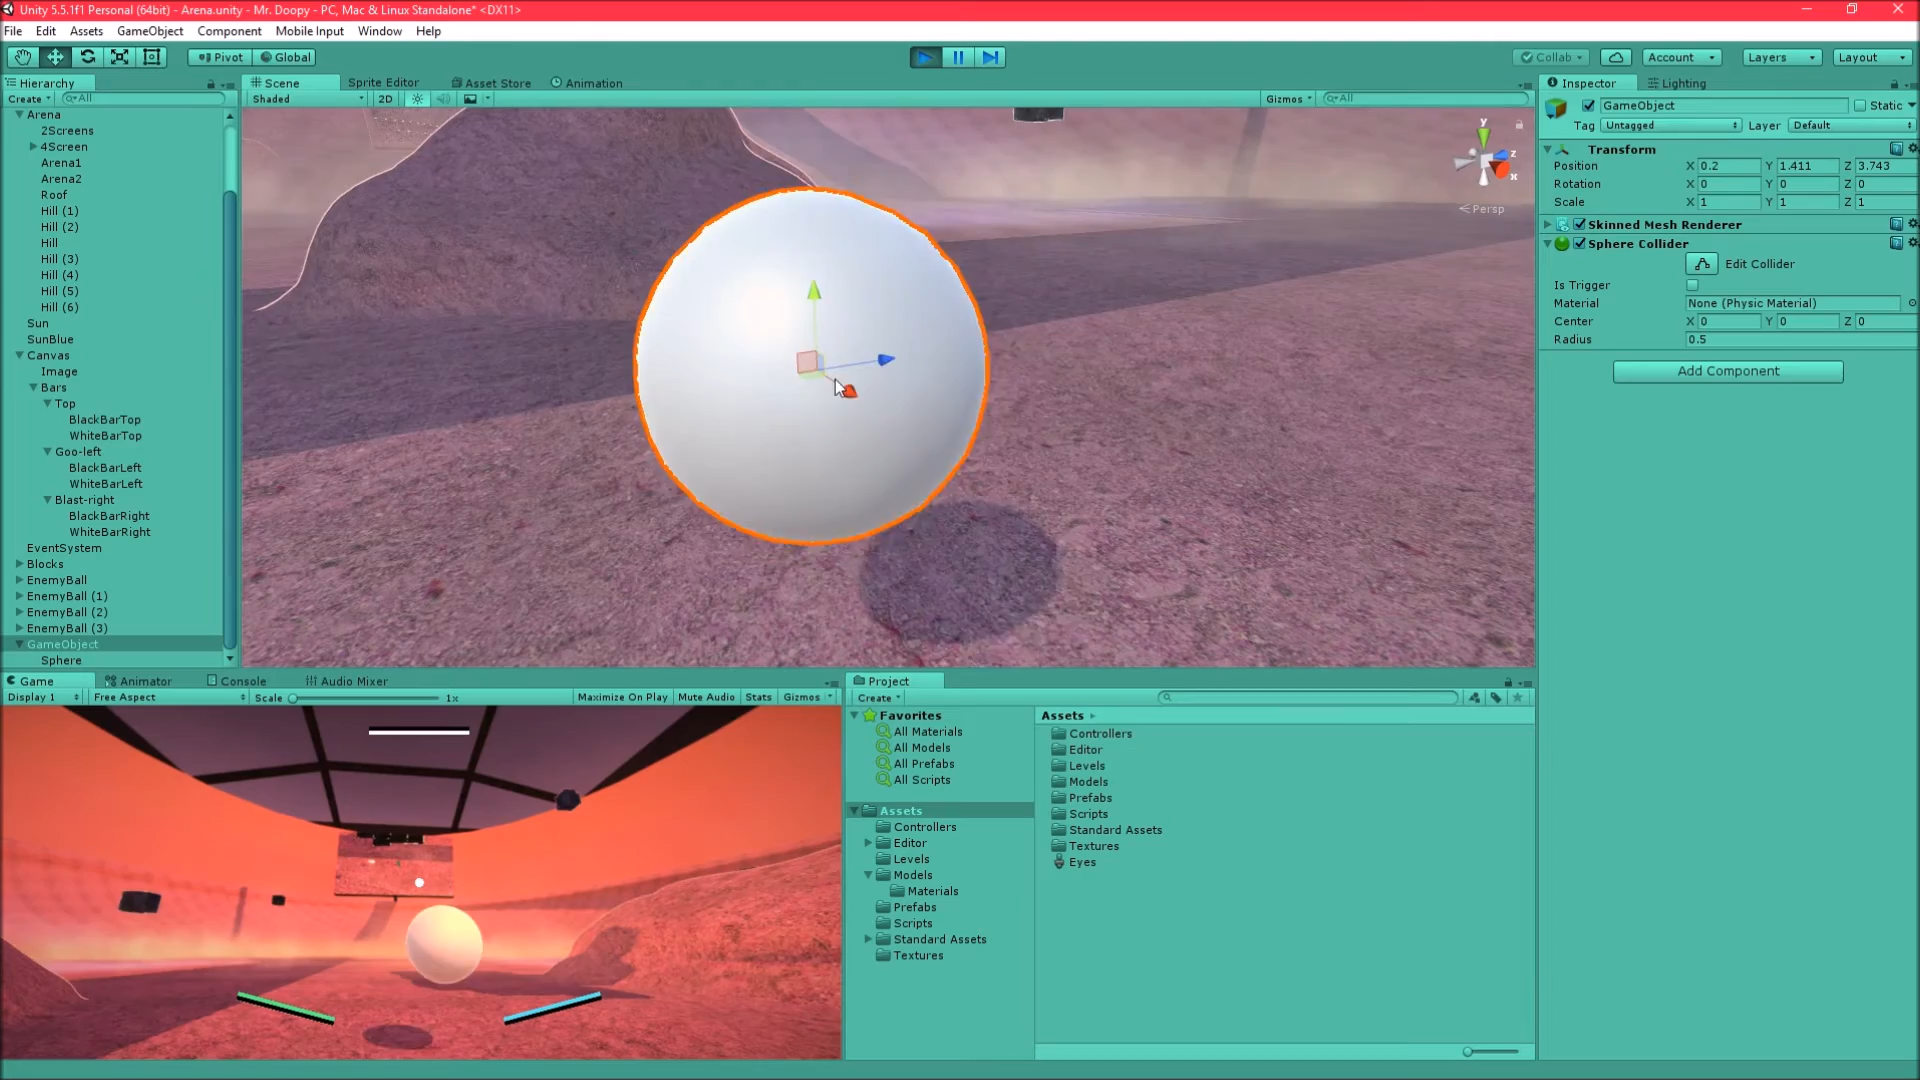 Unity 5.5.1f1 Personal (64bit) - Arena.unity - Mr. Doopy - PC, Mac & Linux Standalone* <DX11>
File Edit Assets GameObject Component Mobile Input Window Help
Pivot Global Collab Account Layers Layout
Hierarchy
Create All
Arena
2Screens
4Screen
Arena1
Arena2
Roof
Hill (1)
Hill (2)
Hill
Hill (3)
Hill (4)
Hill (5)
Hill (6)
Sun
SunBlue
Canvas
Image
Bars
Top
BlackBarTop
WhiteBarTop
Goo-left
BlackBarLeft
WhiteBarLeft
Blast-right
BlackBarRight
WhiteBarRight
EventSystem
Blocks
EnemyBall
EnemyBall (1)
EnemyBall (2)
EnemyBall (3)
GameObject
Sphere
Scene Sprite Editor Asset Store Animation
Shaded 2D Gizmos All
y
z
x
Persp
Inspector Lighting
GameObject Static
Tag Untagged Layer Default
Transform
Position X 0.2 Y 1.411 Z 3.743
Rotation X 0 Y 0 Z 0
Scale X 1 Y 1 Z 1
Skinned Mesh Renderer
Sphere Collider
Edit Collider
Is Trigger
Material None (Physic Material)
Center X 0 Y 0 Z 0
Radius 0.5
Add Component
Game Animator Console Audio Mixer
Display 1 Free Aspect Scale 1x Maximize On Play Mute Audio Stats Gizmos
Project
Create
Favorites
All Materials
All Models
All Prefabs
All Scripts
Assets
Controllers
Editor
Levels
Models
Materials
Prefabs
Scripts
Standard Assets
Textures
Assets
Controllers
Editor
Levels
Models
Prefabs
Scripts
Standard Assets
Textures
Eyes